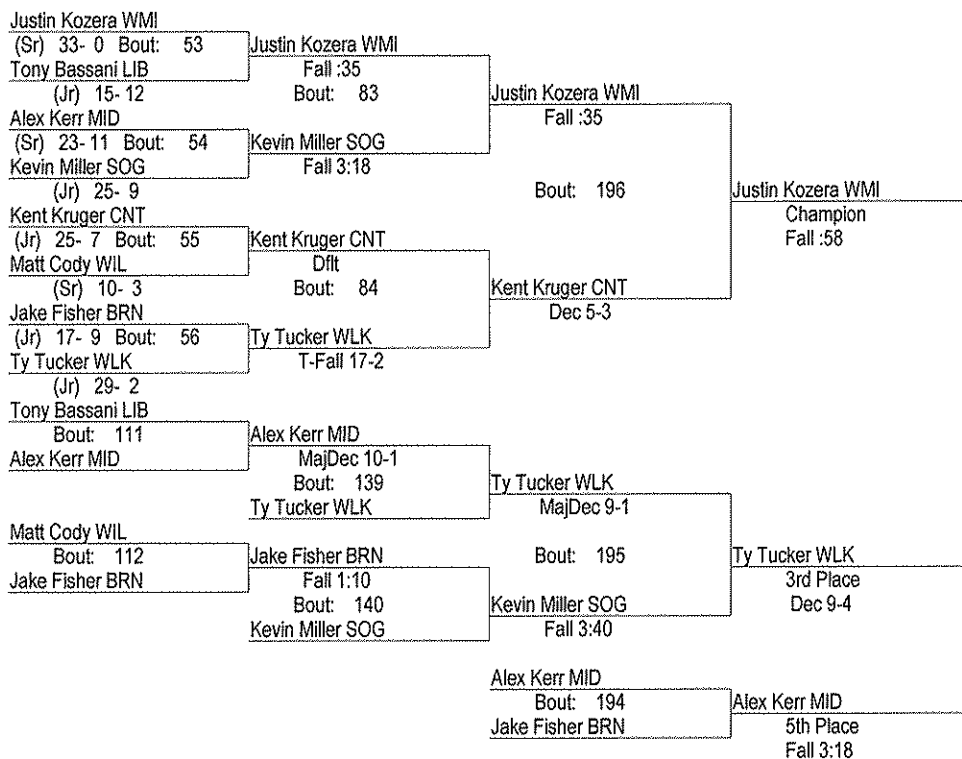 Justin Kozera WMI
(Sr) 33- 0 Bout: 53
Tony Bassani LIB
(Jr) 15- 12
Alex Kerr MID
(Sr) 23- 11 Bout: 54
Kevin Miller SOG
(Jr) 25- 9
Kent Kruger CNT
(Jr) 25- 7 Bout: 55
Matt Cody WIL
(Sr) 10- 3
Jake Fisher BRN
(Jr) 17- 9 Bout: 56
Ty Tucker WLK
(Jr) 29- 2
Justin Kozera WMI
Fall :35
Bout: 83
Kevin Miller SOG
Fall 3:18
Kent Kruger CNT
Dflt
Bout: 84
Ty Tucker WLK
T-Fall 17-2
Justin Kozera WMI
Fall :35
Bout: 196
Kent Kruger CNT
Dec 5-3
Justin Kozera WMI
Champion
Fall :58
Tony Bassani LIB
Bout: 111
Alex Kerr MID
Matt Cody WIL
Bout: 112
Jake Fisher BRN
Alex Kerr MID
MajDec 10-1
Bout: 139
Ty Tucker WLK
Jake Fisher BRN
Fall 1:10
Bout: 140
Kevin Miller SOG
Ty Tucker WLK
MajDec 9-1
Bout: 195
Kevin Miller SOG
Fall 3:40
Ty Tucker WLK
3rd Place
Dec 9-4
Alex Kerr MID
Bout: 194
Jake Fisher BRN
Alex Kerr MID
5th Place
Fall 3:18